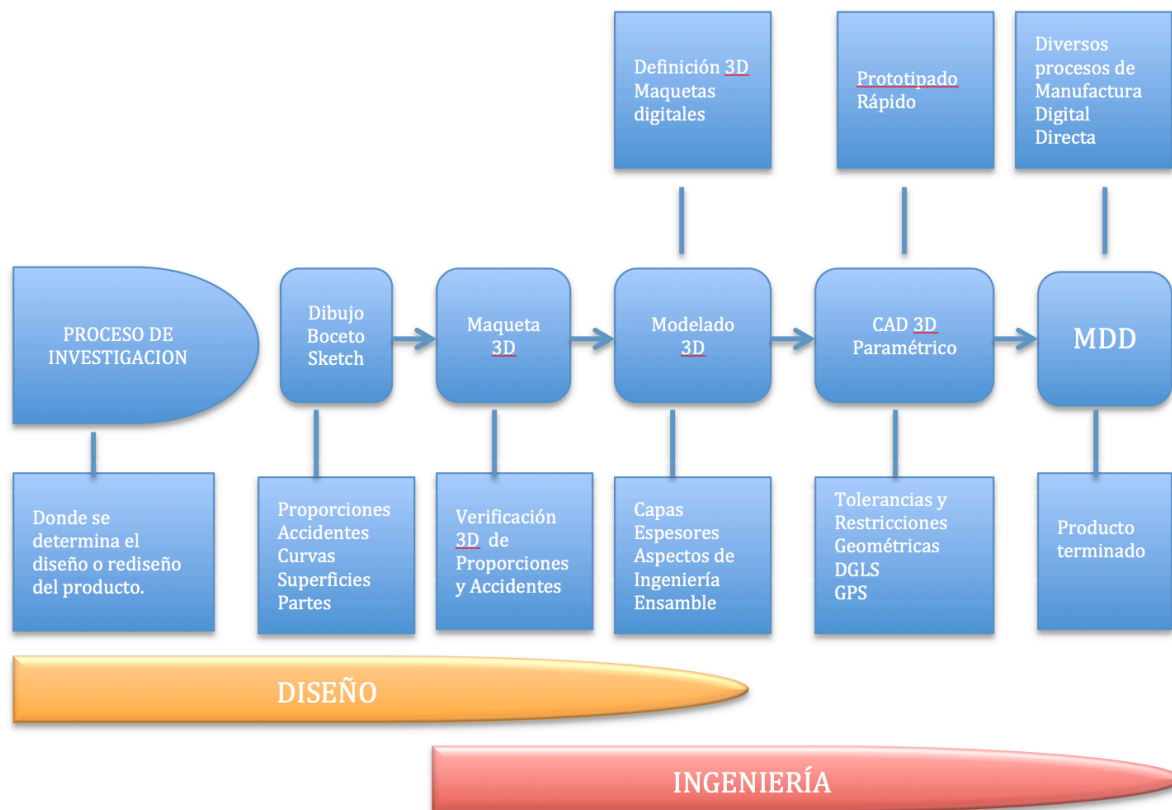 Definición 3D
Maquetas
digitales
Prototipado
Rápido
Diversos
procesos de
Manufactura
Digital
Directa
PROCESO DE
INVESTIGACION
Dibujo
Boceto
Sketch
Maqueta
3D
Modelado
3D
CAD 3D
Paramétrico
MDD
Donde se
determina el
diseño o rediseño
del producto.
Proporciones
Accidentes
Curvas
Superficies
Partes
Verificación
3D de
Proporciones
y Accidentes
Capas
Espesores
Aspectos de
Ingeniería
Ensamble
Tolerancias y
Restricciones
Geométricas
DGLS
GPS
Producto
terminado
DISEÑO
INGENIERÍA